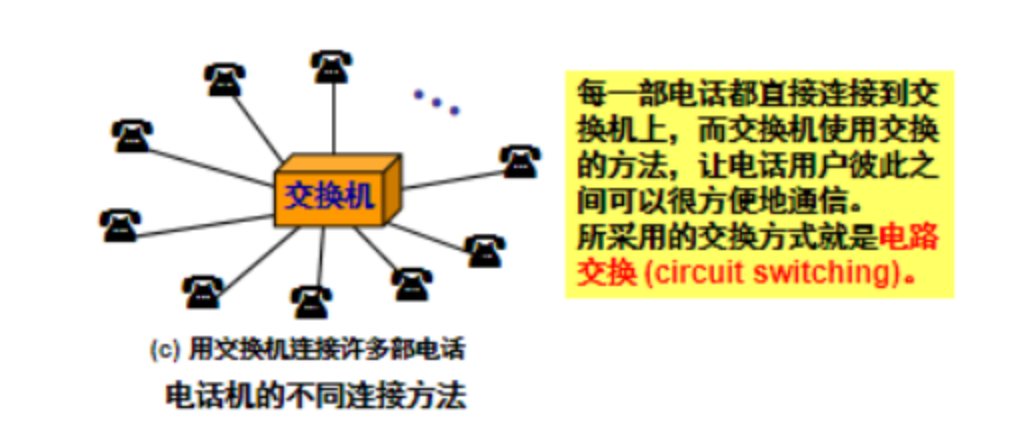 交换机
每一部电话都直接连接到交
换机上，而交换机使用交换
的方法，让电话用户彼此之
间可以很方便地通信。
所采用的交换方式就是电路
交换 (circuit switching)。
(c) 用交换机连接许多部电话
电话机的不同连接方法